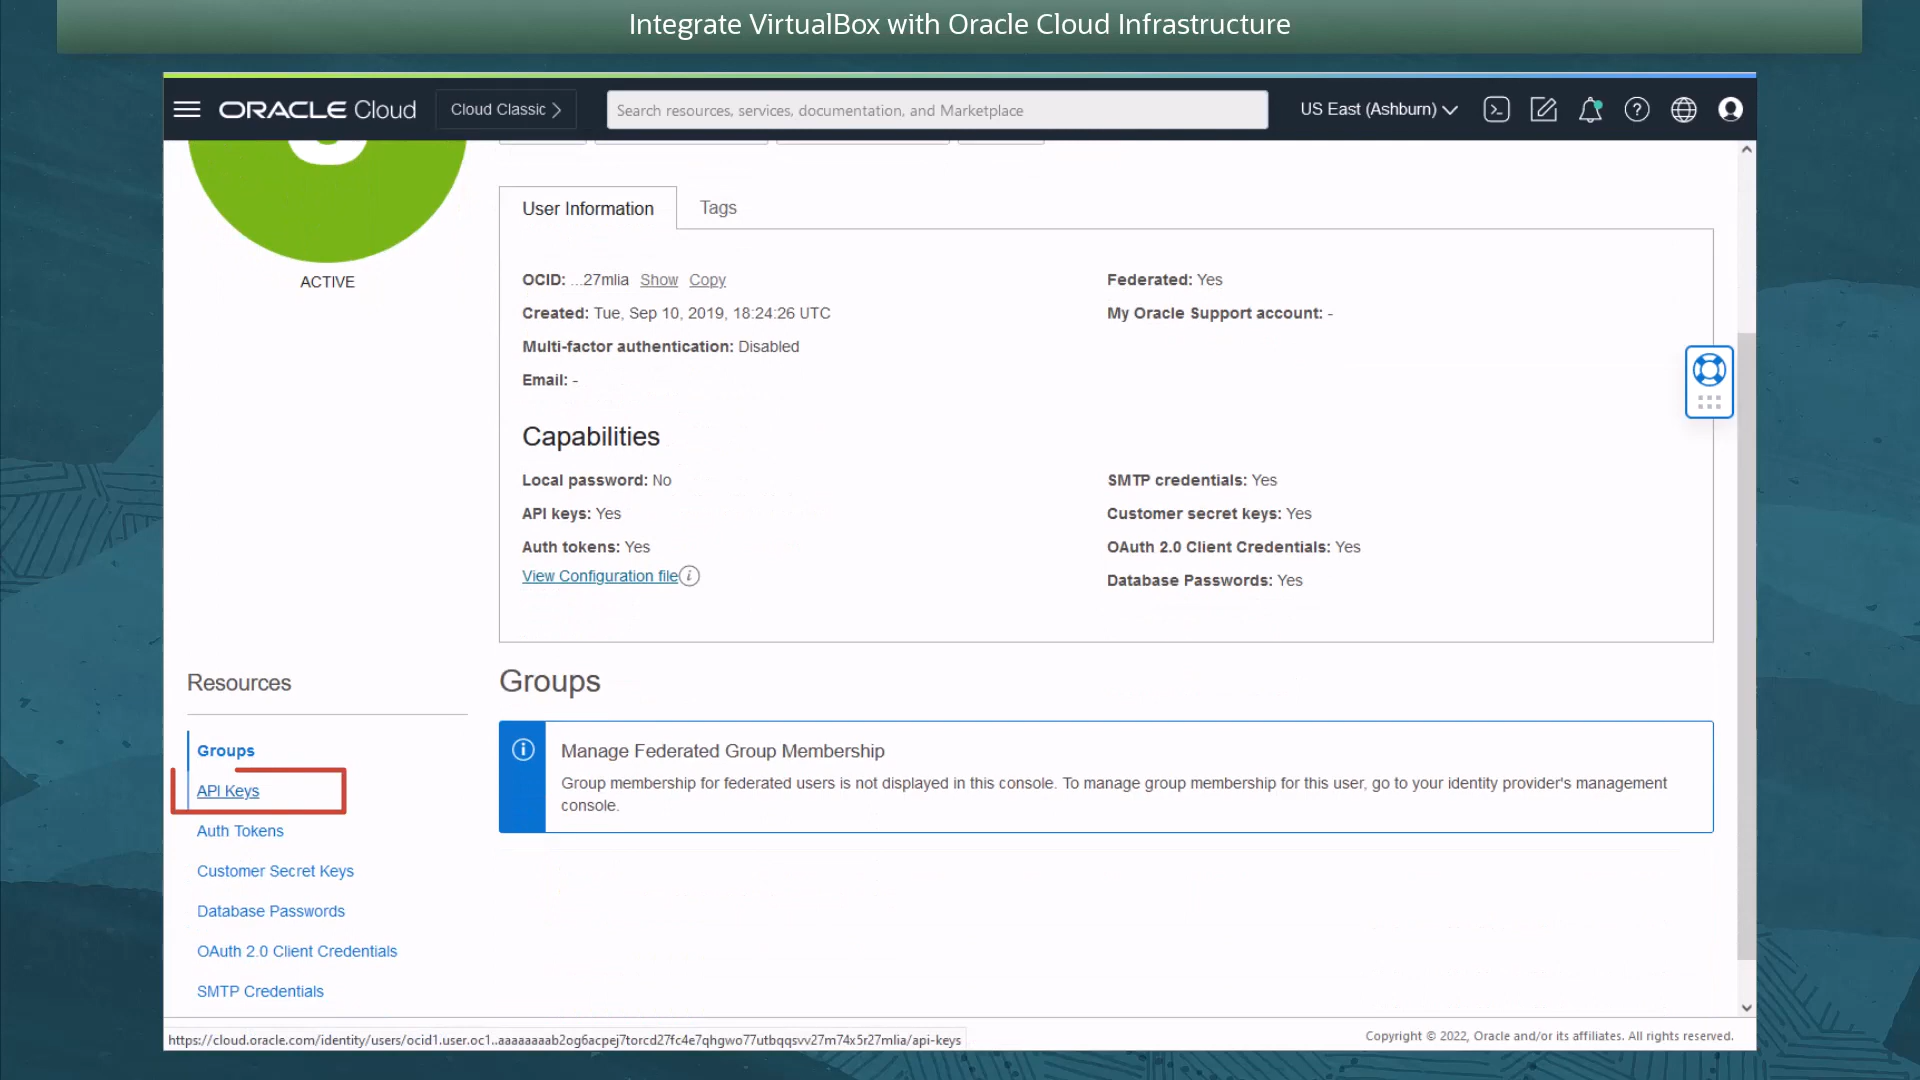 Integrate VirtualBox with Oracle Cloud Infrastructure
ORACLE Cloud
Cloud Classic
Search resources, services, documentation, and Marketplace
US East (Ashburn)
ACTIVE
User Information
Tags
OCID: ...27mlia Show Copy
Created: Tue, Sep 10, 2019, 18:24:26 UTC
Multi-factor authentication: Disabled
Email: -
Federated: Yes
My Oracle Support account: -
Capabilities
Local password: No
API keys: Yes
Auth tokens: Yes
View Configuration file
SMTP credentials: Yes
Customer secret keys: Yes
OAuth 2.0 Client Credentials: Yes
Database Passwords: Yes
Resources
Groups
API Keys
Auth Tokens
Customer Secret Keys
Database Passwords
OAuth 2.0 Client Credentials
SMTP Credentials
Groups
Manage Federated Group Membership
Group membership for federated users is not displayed in this console. To manage group membership for this user, go to your identity provider's management
console.
https://cloud.oracle.com/identity/users/ocid1.user.oc1..aaaaaaaab2og6acpej7torcd27fc4e7qhgwo77utbqqsvv27m74x5r27mlia/api-keys
Copyright © 2022, Oracle and/or its affiliates. All rights reserved.